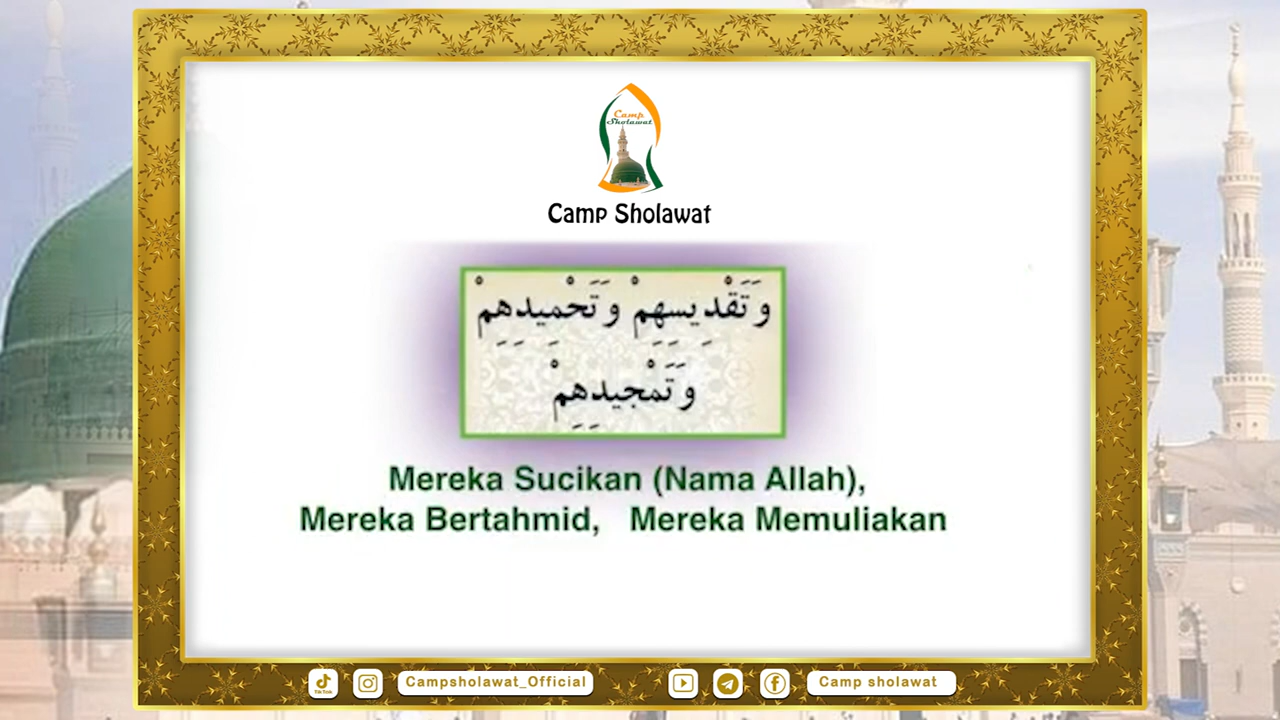 Camp
Sholawat
Camp Sholawat
وَتَقْدِيسِهِمْ وَتَحْمِيدِهِمْ
وَتَمْجِيدِهِمْ
Mereka Sucikan (Nama Allah),
Mereka Bertahmid, Mereka Memuliakan
TikTok
Campsholawat_Official
Camp sholawat